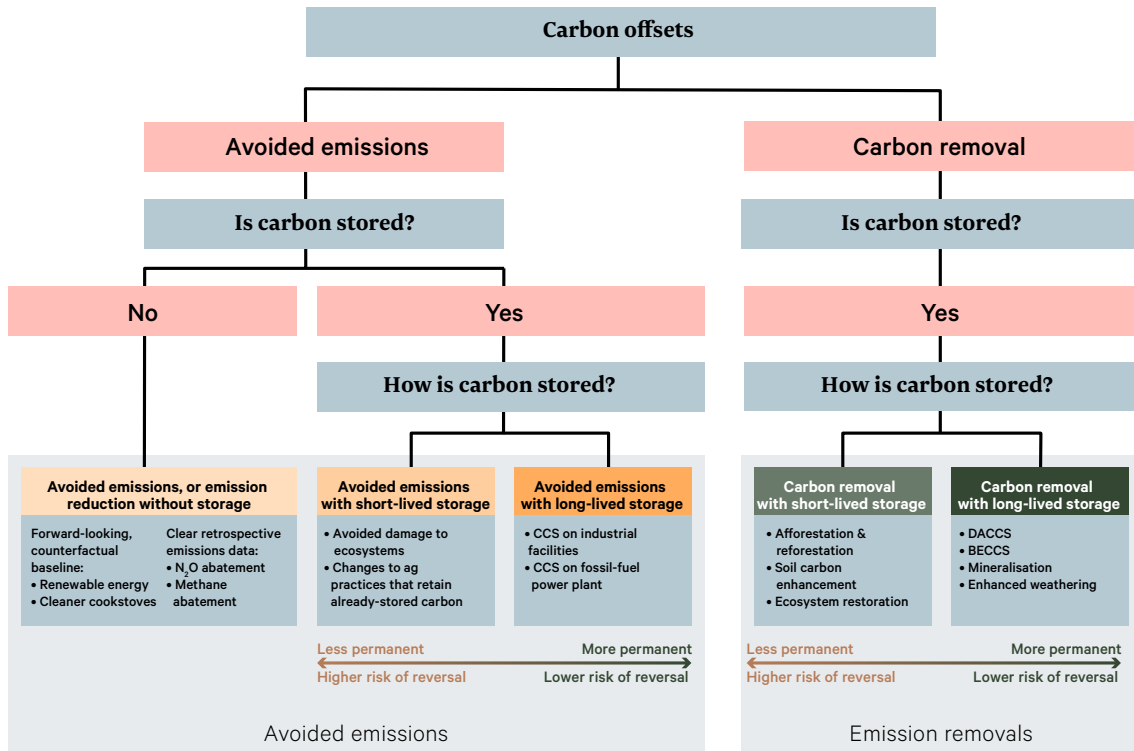 Carbon offsets
Avoided emissions
Carbon removal
Is carbon stored?
Is carbon stored?
No
Yes
Yes
How is carbon stored?
How is carbon stored?
Avoided emissions, or emission
reduction without storage
Forward-looking,
counterfactual
baseline:
• Renewable energy
• Cleaner cookstoves
Clear retrospective
emissions data:
• N₂O abatement
• Methane
abatement
Avoided emissions
with short-lived storage
• Avoided damage to
ecosystems
• Changes to ag
practices that retain
already-stored carbon
Avoided emissions
with long-lived storage
• CCS on industrial
facilities
• CCS on fossil-fuel
power plant
Less permanent
More permanent
Higher risk of reversal
Lower risk of reversal
Avoided emissions
Carbon removal
with short-lived storage
• Afforestation &
reforestation
• Soil carbon
enhancement
• Ecosystem restoration
Carbon removal
with long-lived storage
• DACCS
• BECCS
• Mineralisation
• Enhanced weathering
Less permanent
More permanent
Higher risk of reversal
Lower risk of reversal
Emission removals